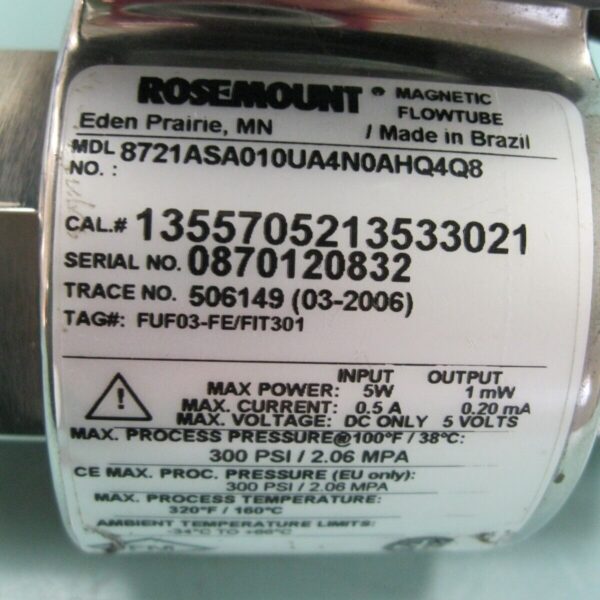 ROSEMOUNT ® MAGNETIC FLOWTUBE
Eden Prairie, MN / Made in Brazil
MDL NO. : 8721ASA010UA4N0AHQ4Q8
CAL.# 1355705213533021
SERIAL NO. 0870120832
TRACE NO. 506149 (03-2006)
TAG#: FUF03-FE/FIT301
INPUT OUTPUT
MAX POWER: 5W 1 mW
MAX. CURRENT: 0.5 A 0.20 mA
MAX. VOLTAGE: DC ONLY 5 VOLTS
MAX. PROCESS PRESSURE@100°F / 38°C:
300 PSI / 2.06 MPA
CE MAX. PROC. PRESSURE (EU only):
300 PSI / 2.06 MPA
MAX. PROCESS TEMPERATURE:
320°F / 160°C
AMBIENT TEMPERATURE LIMITS: